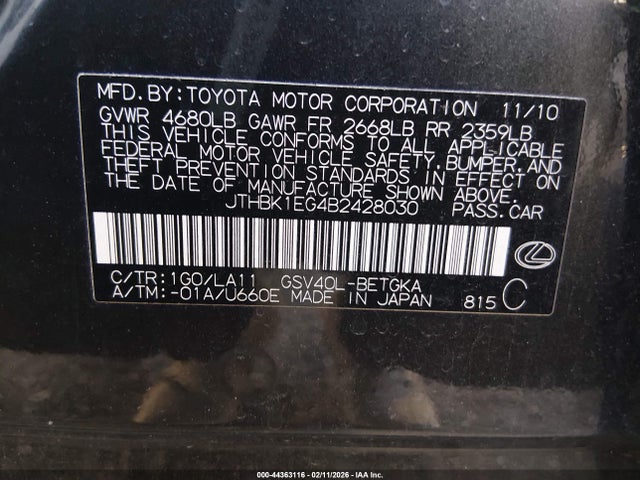 MFD.BY:TOYOTA MOTOR CORPORATION 11/10
GVWR 4680LB GAWR FR 2668LB RR 2359LB
THIS VEHICLE CONFORMS TO ALL APPLICABLE
FEDERAL MOTOR VEHICLE SAFETY, BUMPER, AND
THEFT PREVENTION STANDARDS IN EFFECT ON
THE DATE OF MANUFACTURE SHOWN ABOVE.
JTHBK1EG4B2428030 PASS.CAR
C/TR:1G0/LA11 GSV40L-BETGKA
A/TM:-01A/U660E MADE IN JAPAN 815 C
000-44363116 - 02/11/2026 - IAA Inc.